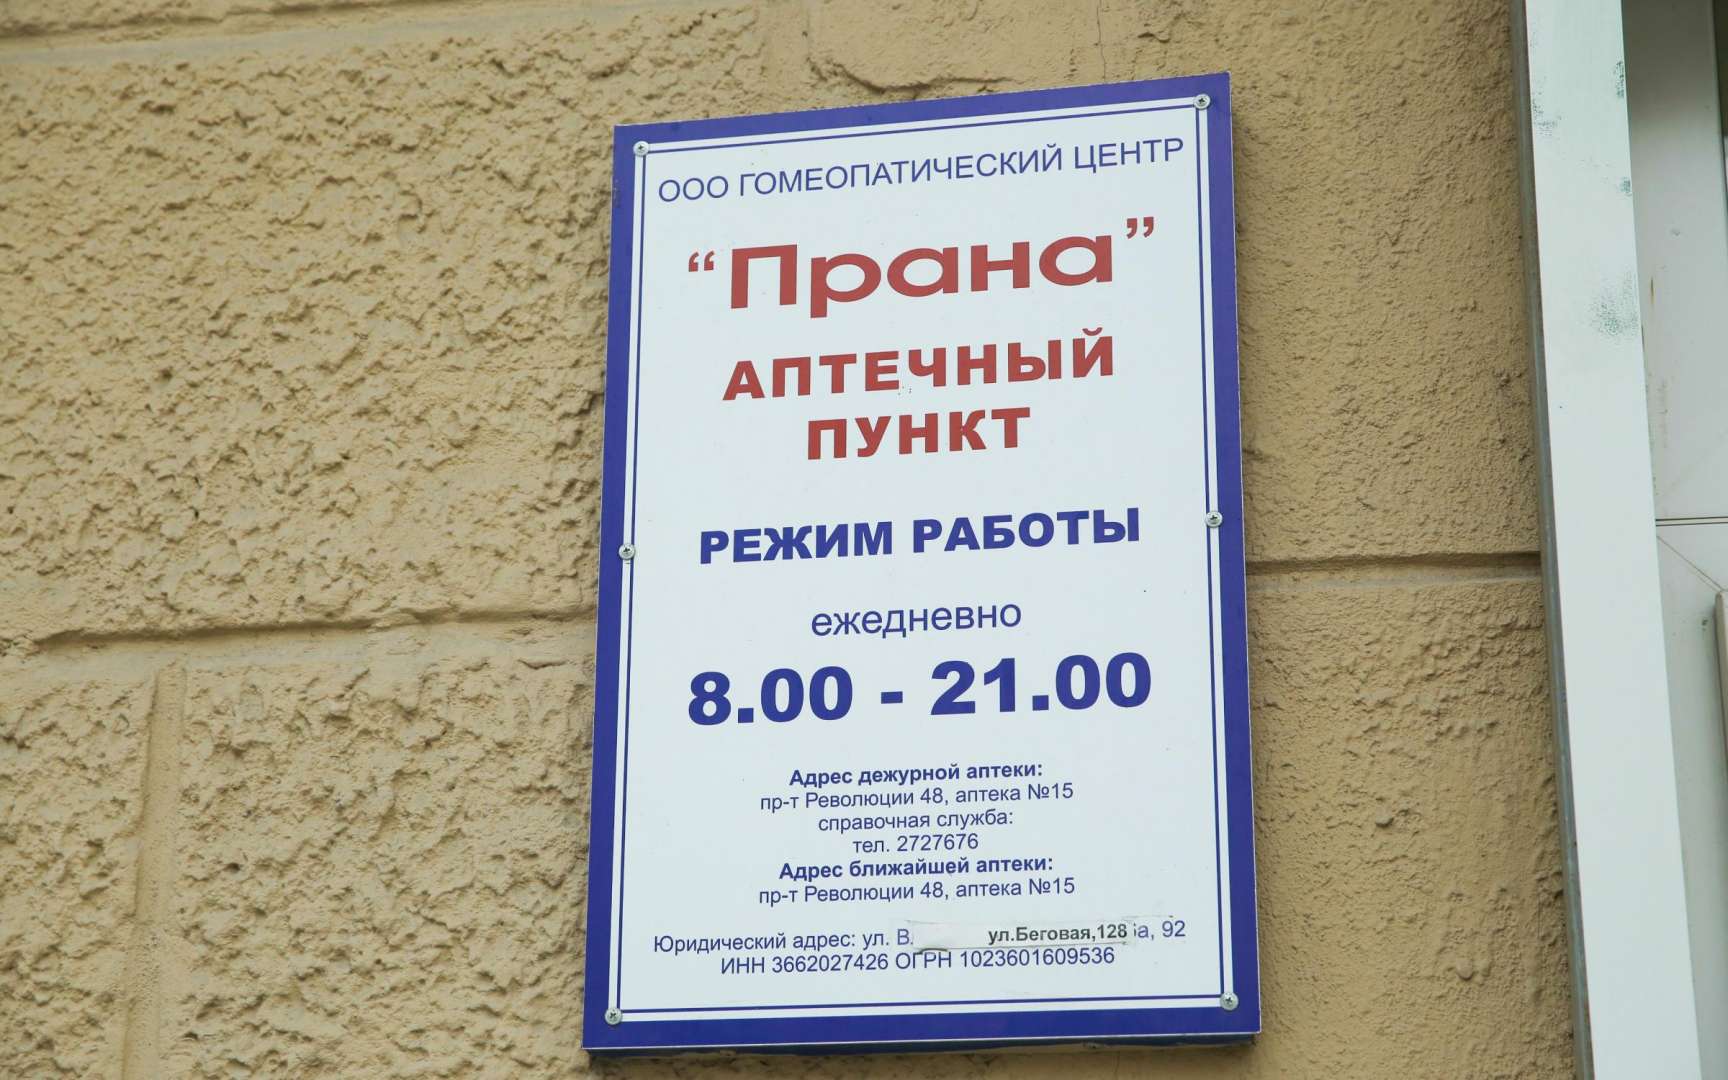 ООО ГОМЕОПАТИЧЕСКИЙ ЦЕНТР
“Прана”
АПТЕЧНЫЙ
ПУНКТ
РЕЖИМ РАБОТЫ
ежедневно
8.00 - 21.00
Адрес дежурной аптеки:
пр-т Революции 48, аптека №15
справочная служба:
тел. 2727676
Адрес ближайшей аптеки:
пр-т Революции 48, аптека №15
Юридический адрес: ул. ул.Беговая,128 92
ИНН 3662027426 ОГРН 1023601609536